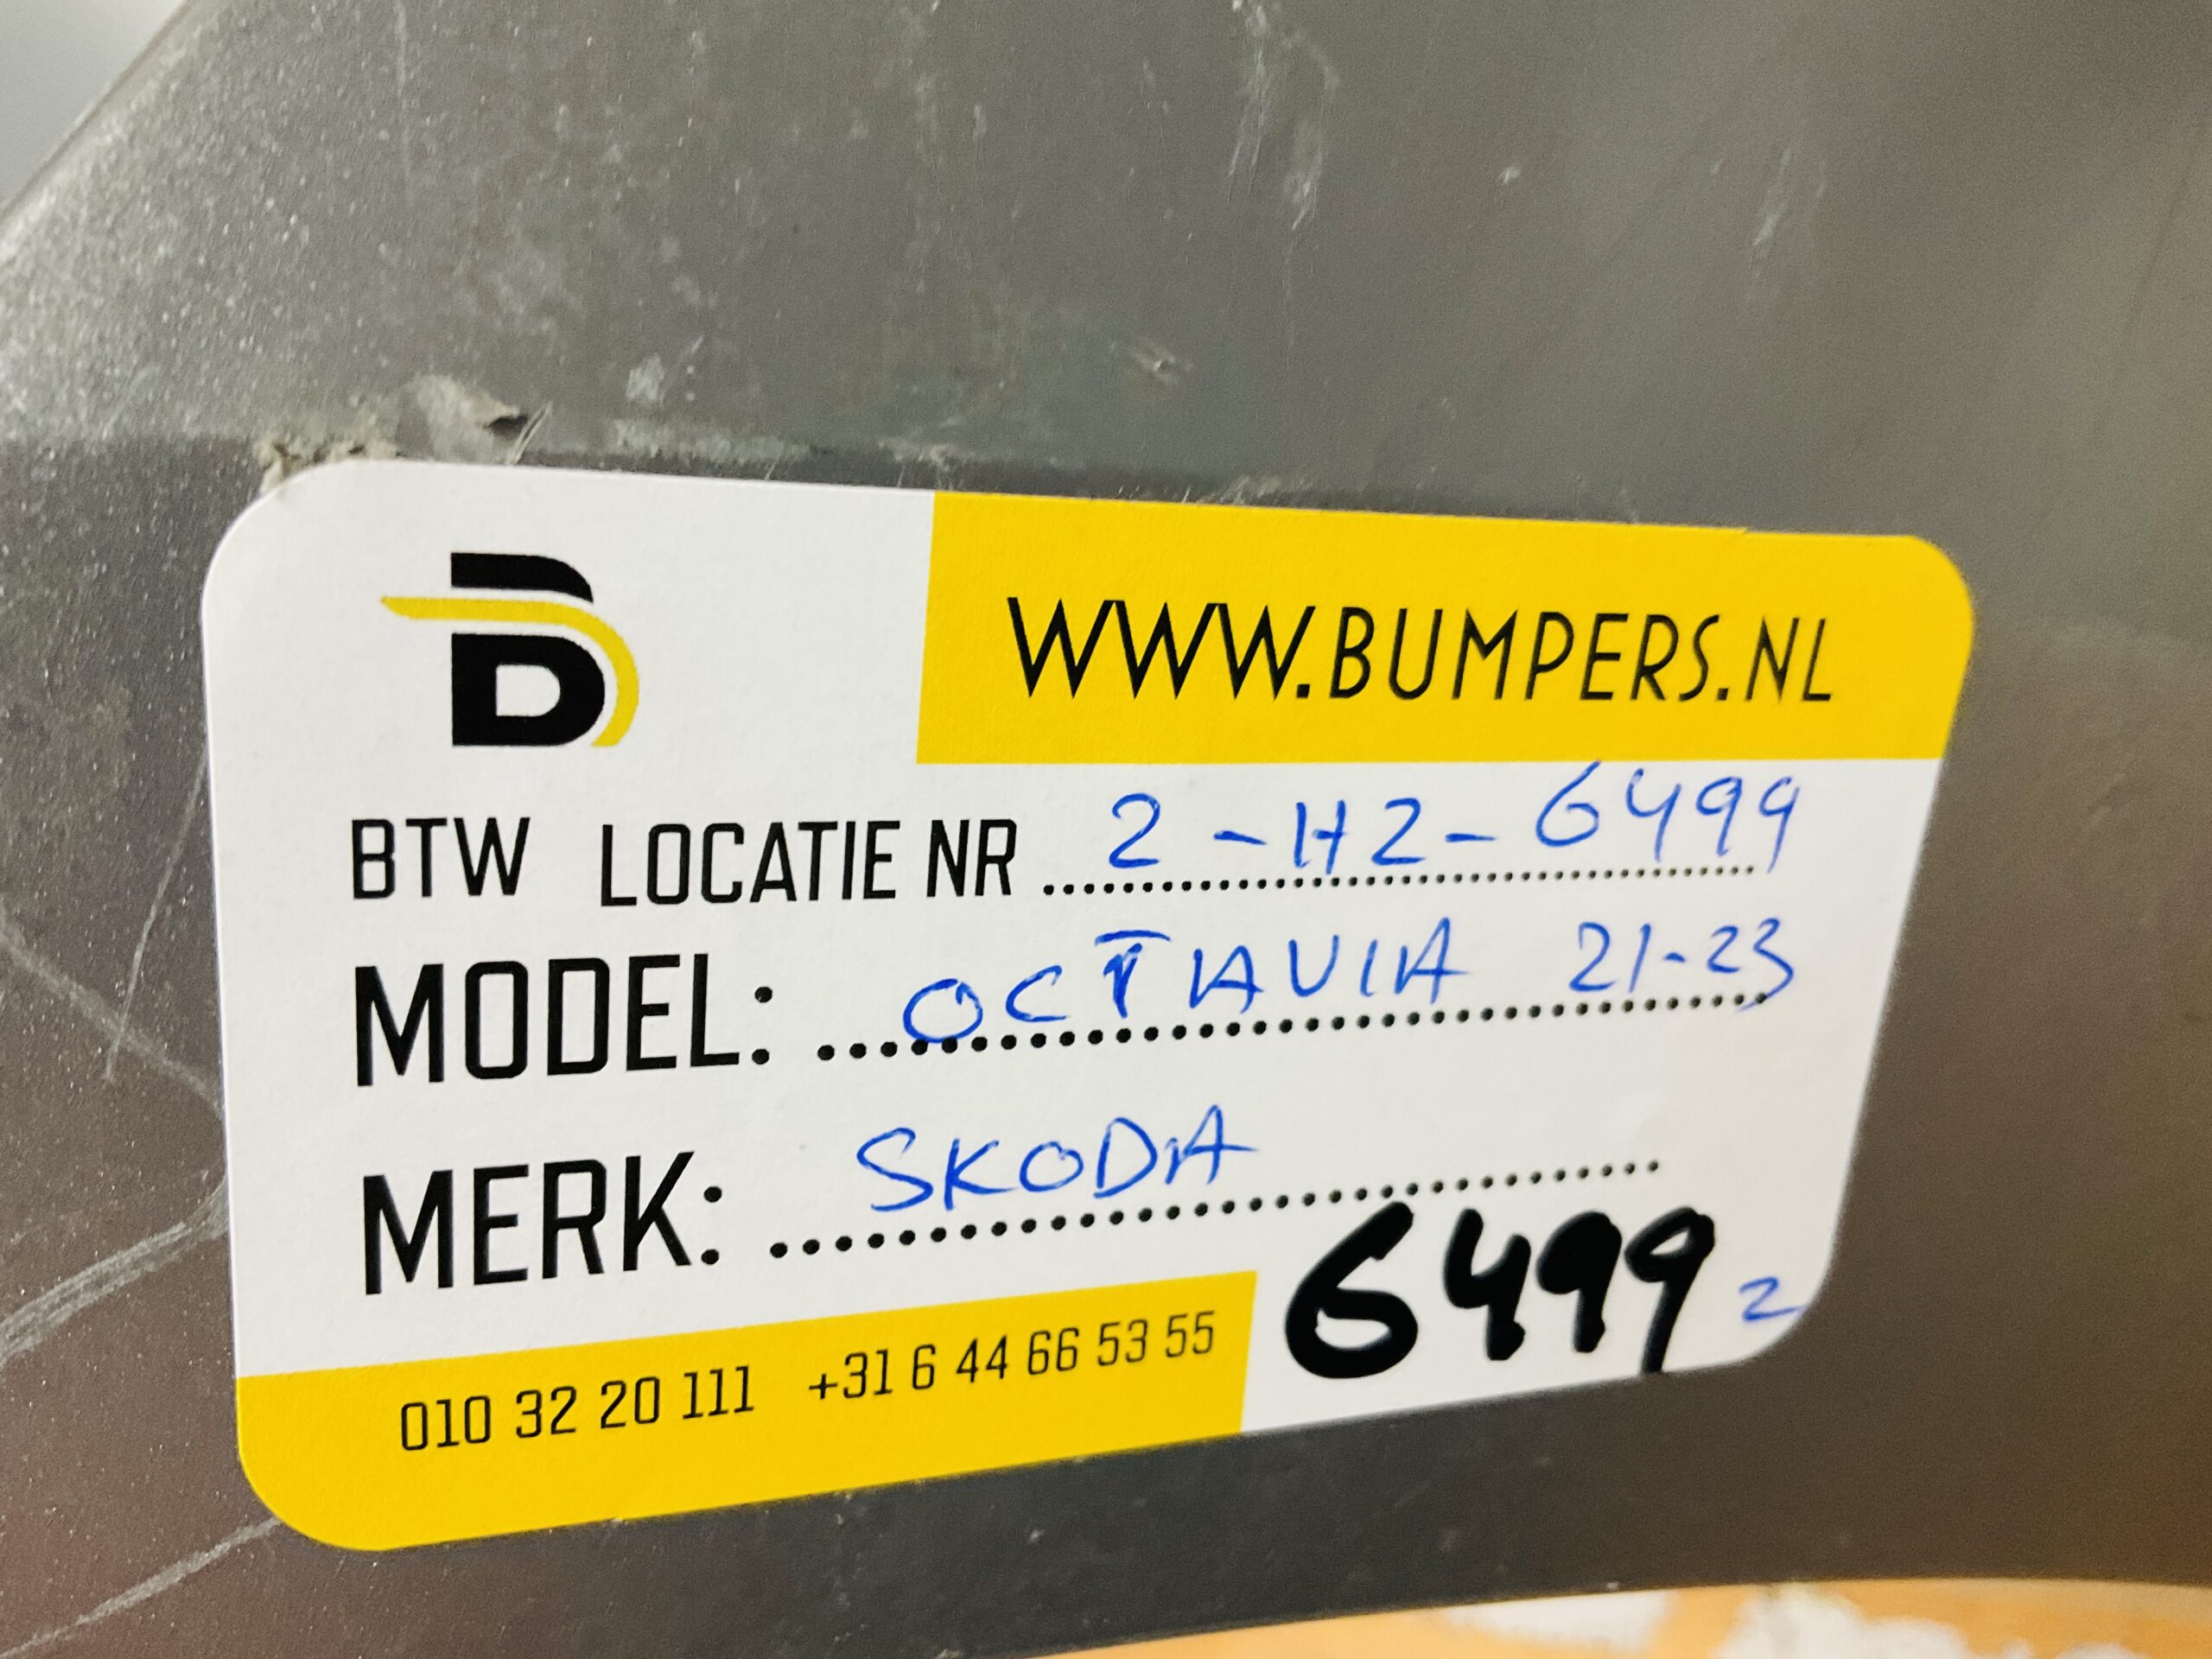 B
WWW.BUMPERS.NL
BTW LOCATIE NR 2-H2-6499
MODEL: OCTAVIA 21-23
MERK: SKODA
6499 2
010 32 20 111 +31 6 44 66 53 55